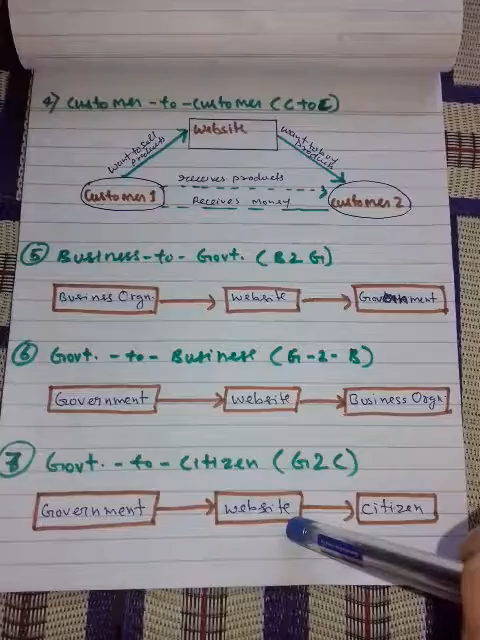 4) Customer-to-Customer (C to C)
Website
Want to sell
products
Want to buy
products
receives products
Customer 1
Customer 2
Receives Money
⑤ Business-to-Govt. (B2G)
Business Orgn.
Website
Government
⑥ Govt.-to-Business (G-2-B)
Government
Website
Business Orgn.
⑦ Govt.-to-Citizen (G2C)
Government
Website
Citizen